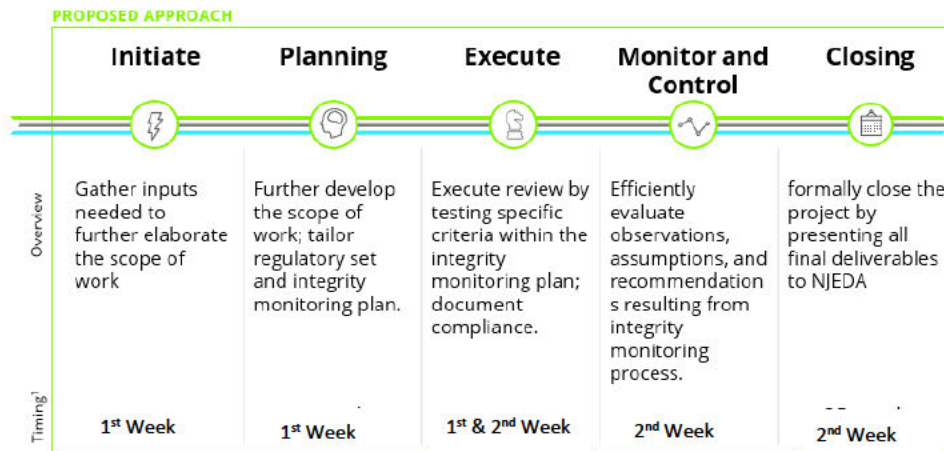 PROPOSED APPROACH
Initiate
Planning
Execute
Monitor and
Control
Closing
Overview
Gather inputs
needed to
further elaborate
the scope of
work
Further develop
the scope of
work; tailor
regulatory set
and integrity
monitoring plan.
Execute review by
testing specific
criteria within the
integrity
monitoring plan;
document
compliance.
Efficiently
evaluate
observations,
assumptions, and
recommendation
s resulting from
integrity
monitoring
process.
formally close the
project by
presenting all
final deliverables
to NJEDA
Timing¹
1st Week
1st Week
1st & 2nd Week
2nd Week
2nd Week